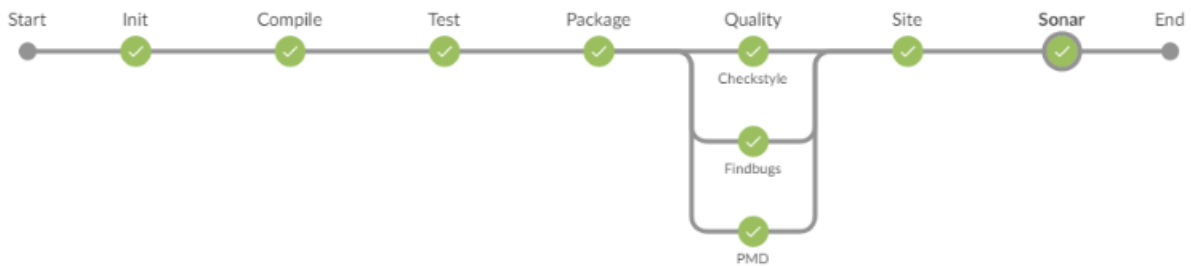 Start Init Compile Test Package Quality Site Sonar End
Checkstyle
Findbugs
PMD